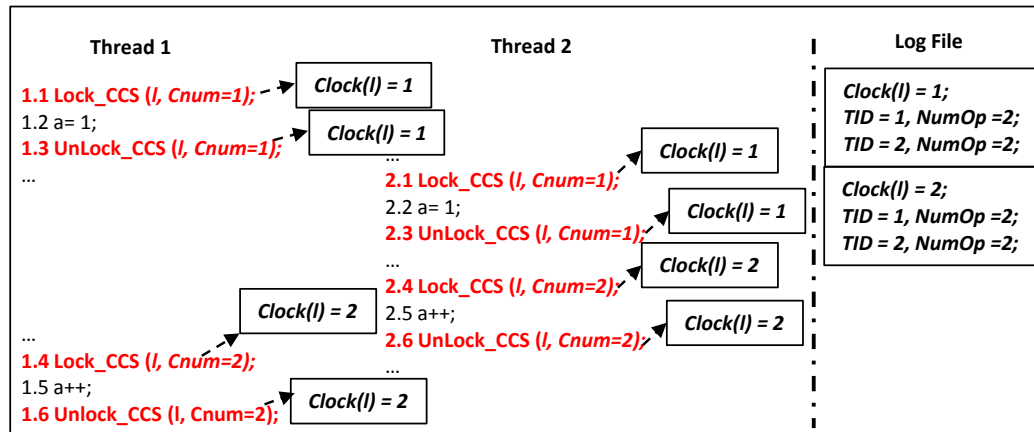 Thread 1
1.1 Lock_CCS (l, Cnum=1);
Clock(l) = 1
1.2 a= 1;
1.3 UnLock_CCS (l, Cnum=1);
Clock(l) = 1
...
...
1.4 Lock_CCS (l, Cnum=2);
Clock(l) = 2
1.5 a++;
1.6 Unlock_CCS (l, Cnum=2);
Clock(l) = 2
Thread 2
...
2.1 Lock_CCS (l, Cnum=1);
Clock(l) = 1
2.2 a= 1;
2.3 UnLock_CCS (l, Cnum=1);
Clock(l) = 1
...
2.4 Lock_CCS (l, Cnum=2);
Clock(l) = 2
2.5 a++;
2.6 UnLock_CCS (l, Cnum=2);
Clock(l) = 2
...
Log File
Clock(l) = 1;
TID = 1, NumOp =2;
TID = 2, NumOp =2;
Clock(l) = 2;
TID = 1, NumOp =2;
TID = 2, NumOp =2;